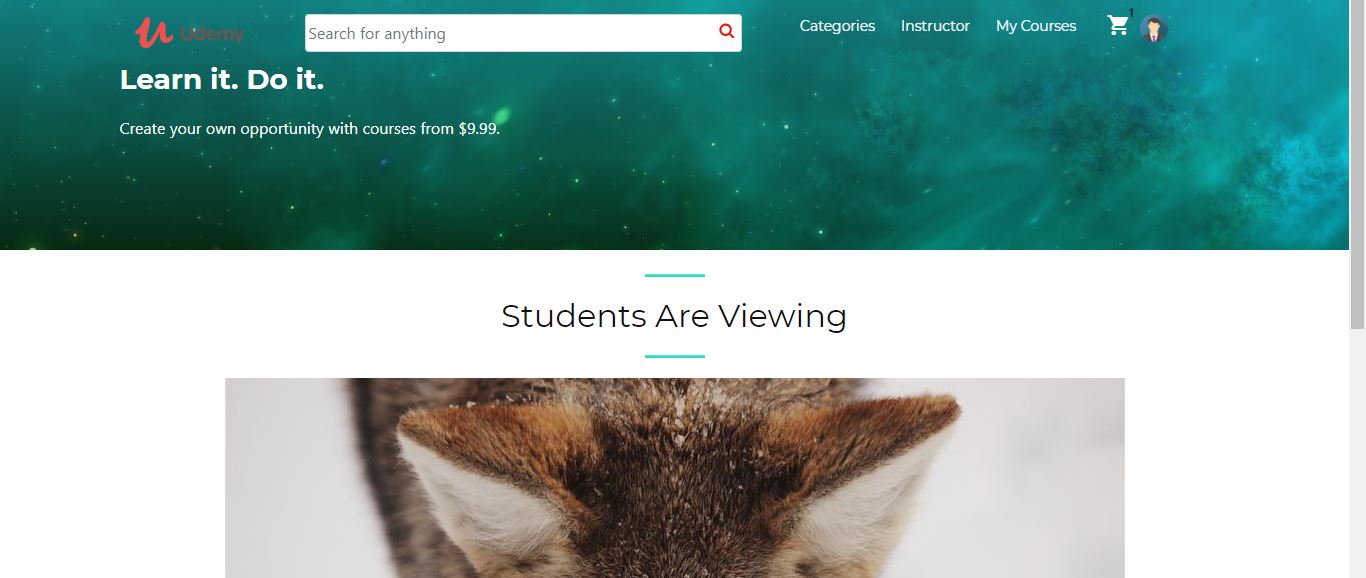 Udemy
Search for anything
Categories
Instructor
My Courses
1
Learn it. Do it.
Create your own opportunity with courses from $9.99.
Students Are Viewing